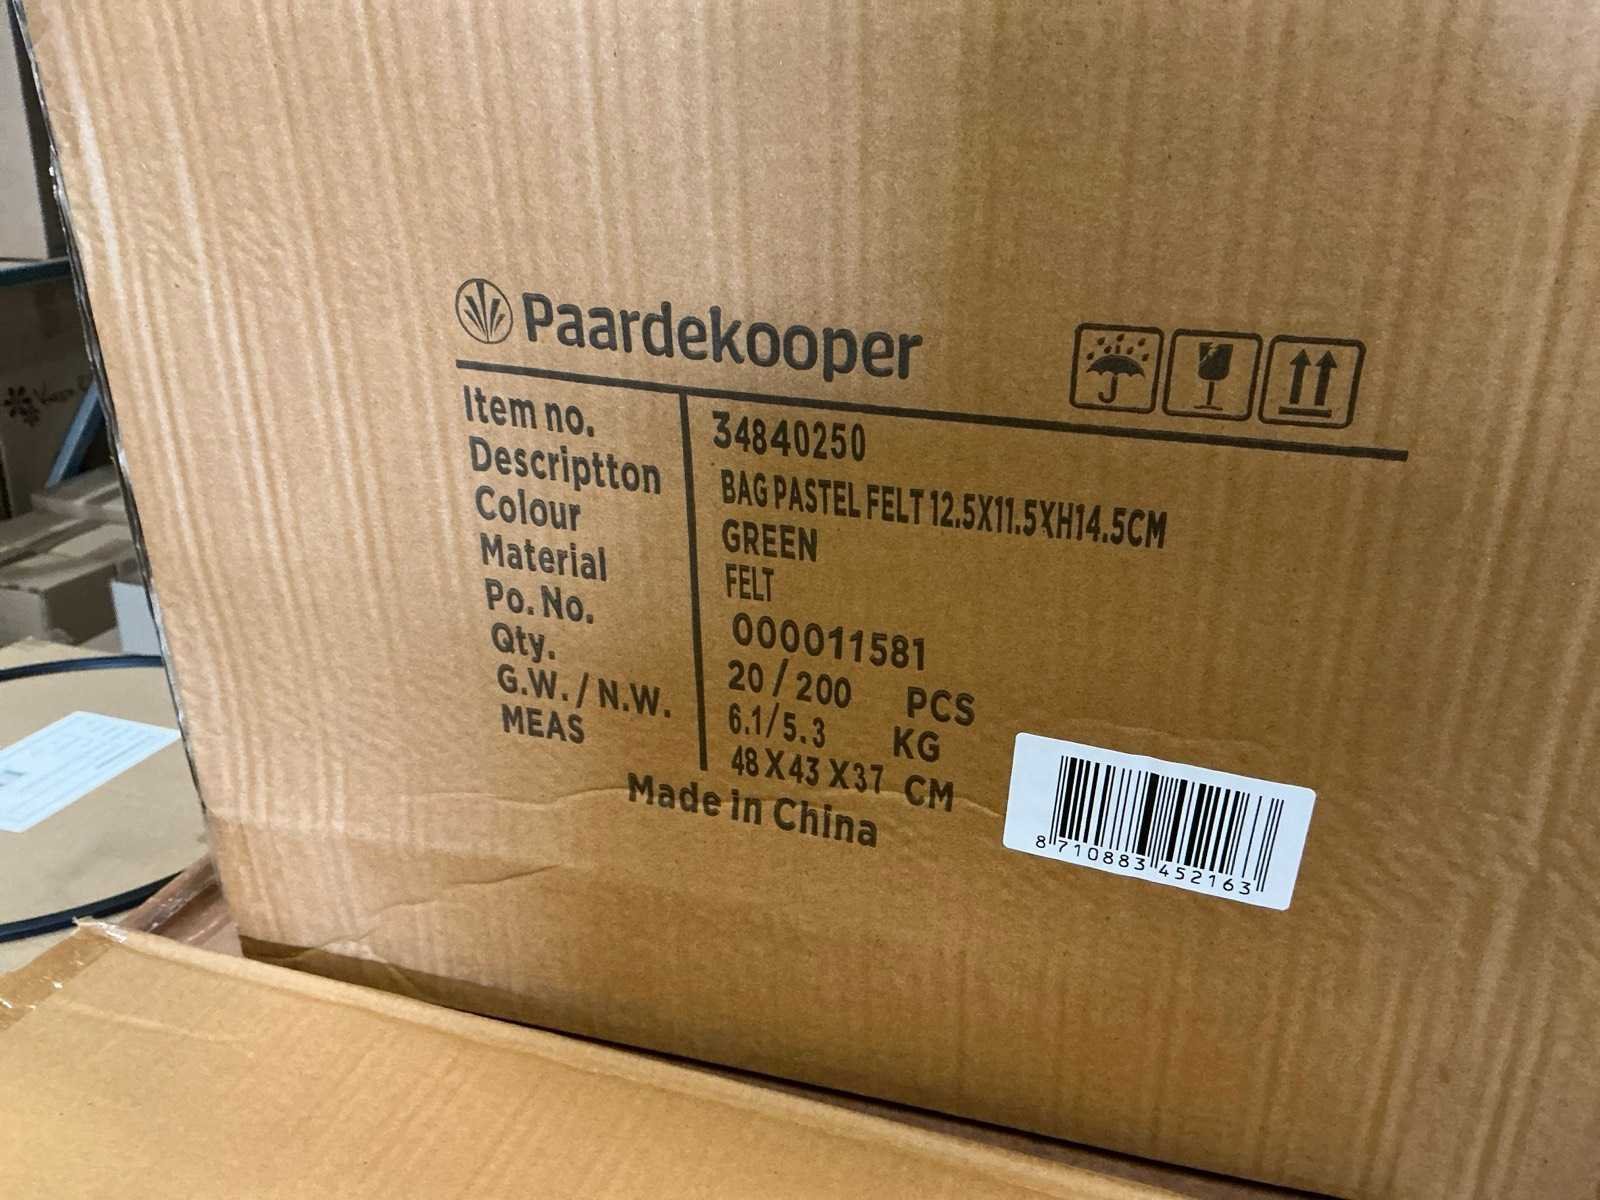 Paardekooper
Item no. 34840250
Descriptton BAG PASTEL FELT 12.5X11.5XH14.5CM
Colour GREEN
Material FELT
Po. No. 000011581
Qty. 20 / 200 PCS
G.W. / N.W. 6.1/5.3 KG
MEAS 48 X 43 X 37 CM
Made in China
8 710883 452163